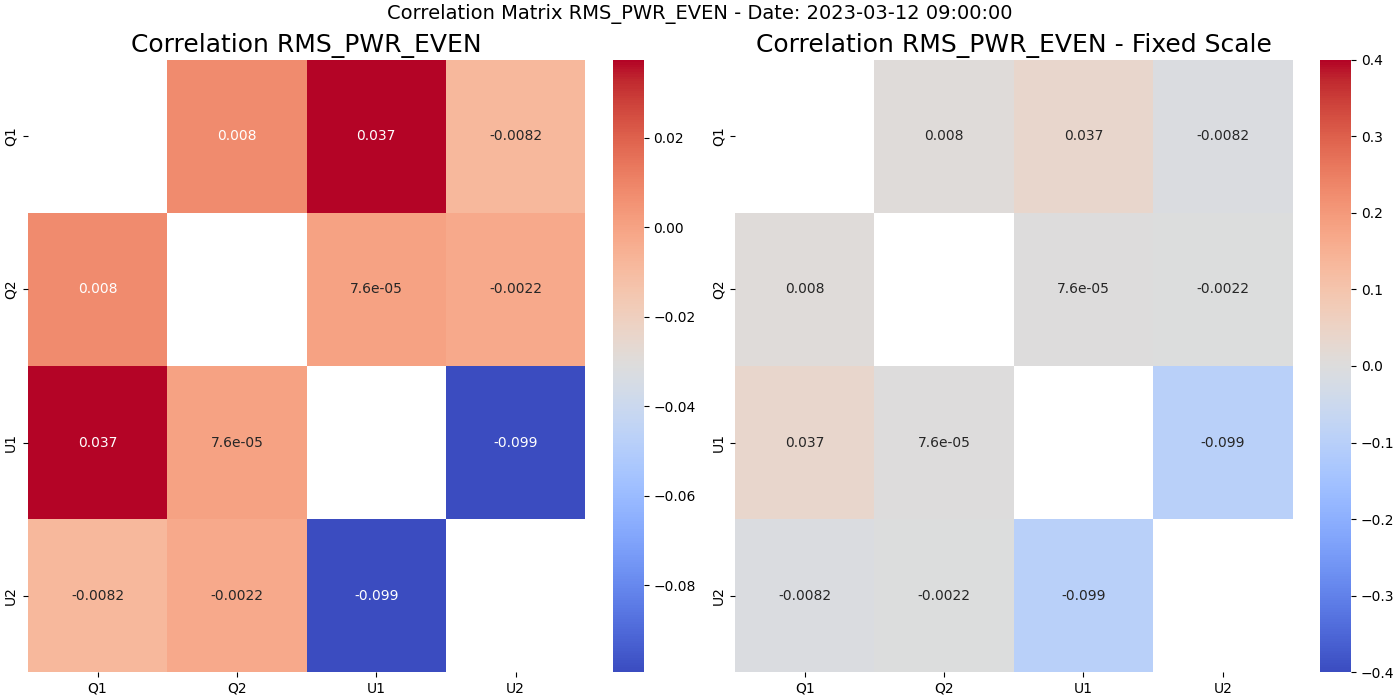 Correlation Matrix RMS_PWR_EVEN - Date: 2023-03-12 09:00:00
Correlation RMS_PWR_EVEN
Q1
0.008
0.037
-0.0082
Q2
0.008
7.6e-05
-0.0022
U1
0.037
7.6e-05
-0.099
U2
-0.0082
-0.0022
-0.099
Q1
Q2
U1
U2
0.02
0.00
−0.02
−0.04
−0.06
−0.08
Correlation RMS_PWR_EVEN - Fixed Scale
Q1
0.008
0.037
-0.0082
Q2
0.008
7.6e-05
-0.0022
U1
0.037
7.6e-05
-0.099
U2
-0.0082
-0.0022
-0.099
Q1
Q2
U1
U2
0.4
0.3
0.2
0.1
0.0
−0.1
−0.2
−0.3
−0.4